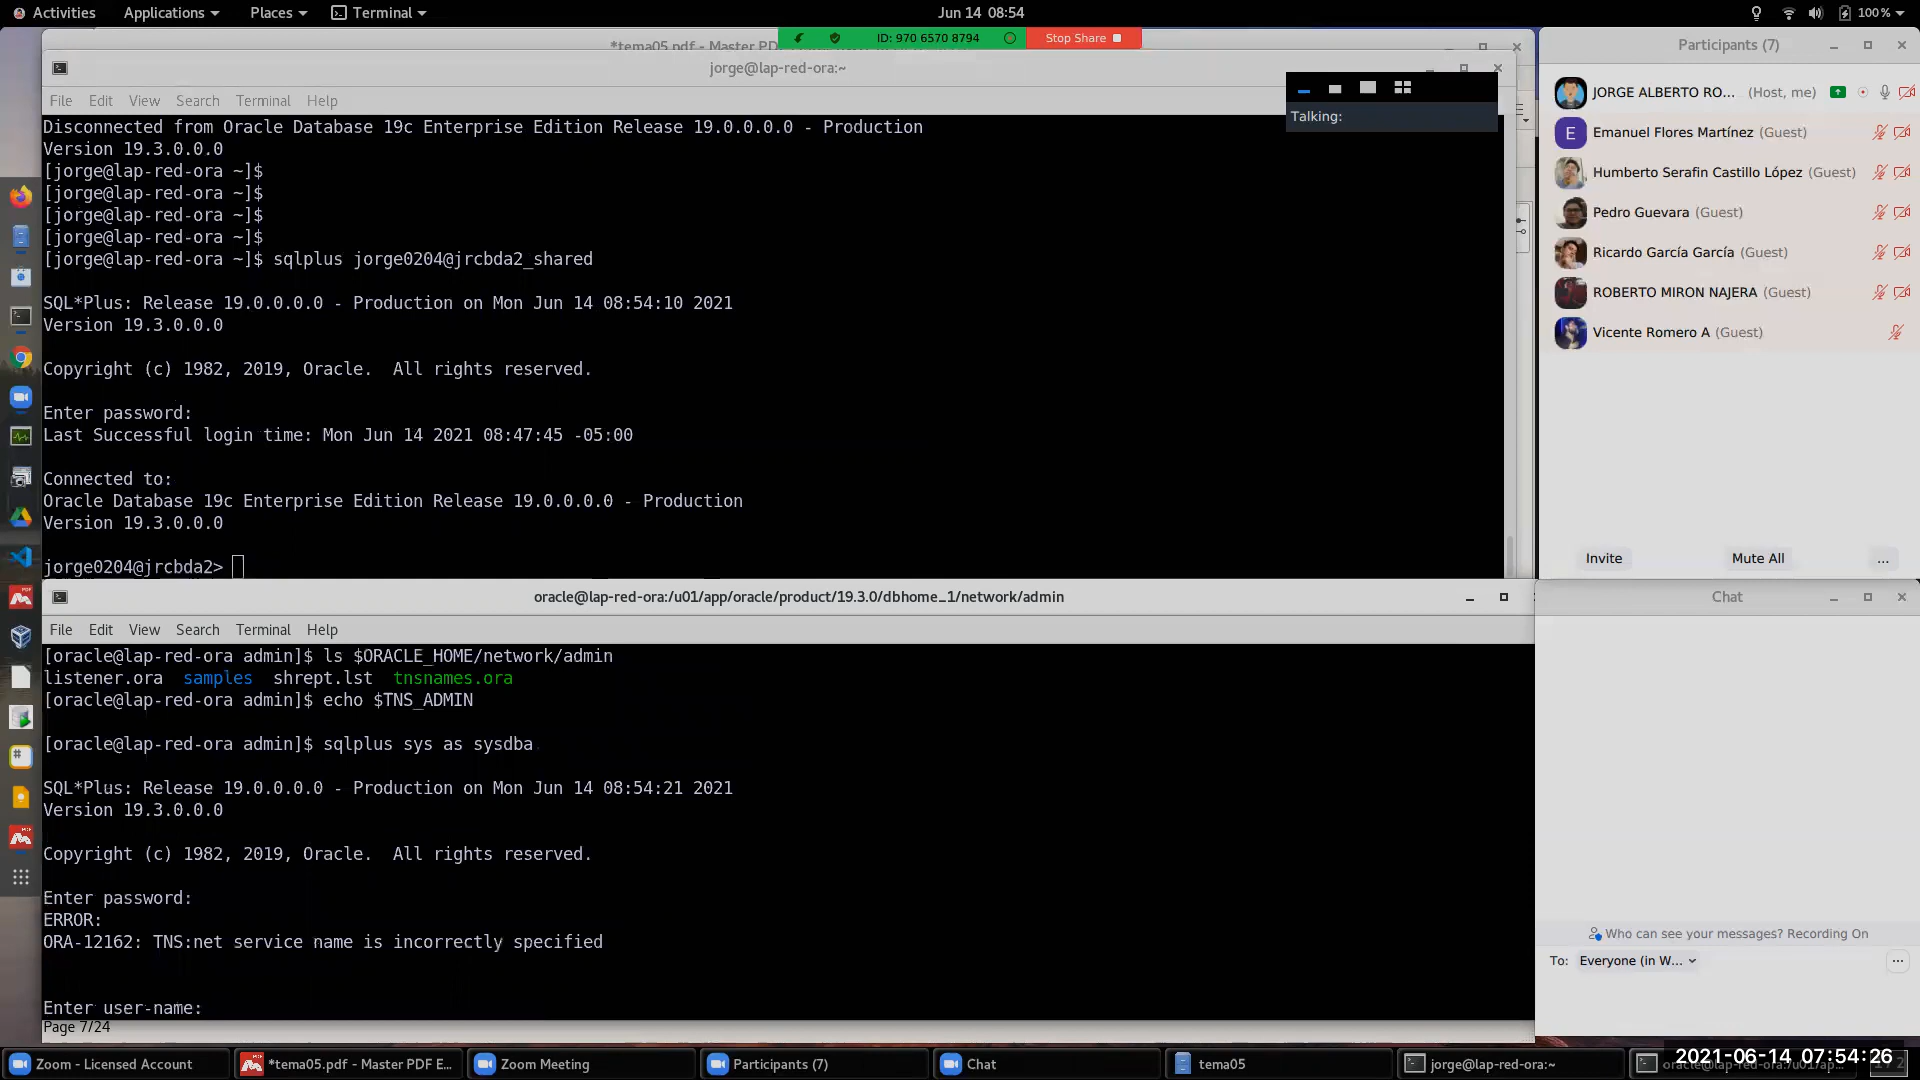 Activities
Applications
Places
Terminal
Jun 14 08:54
100%
*tema05.pdf - Master PD
ID: 970 6570 8794
Stop Share
jorge@lap-red-ora:~
File Edit View Search Terminal Help
Talking:
Disconnected from Oracle Database 19c Enterprise Edition Release 19.0.0.0.0 - Production
Version 19.3.0.0.0
[jorge@lap-red-ora ~]$
[jorge@lap-red-ora ~]$
[jorge@lap-red-ora ~]$
[jorge@lap-red-ora ~]$
[jorge@lap-red-ora ~]$ sqlplus jorge0204@jrcbda2_shared
SQL*Plus: Release 19.0.0.0.0 - Production on Mon Jun 14 08:54:10 2021
Version 19.3.0.0.0
Copyright (c) 1982, 2019, Oracle.  All rights reserved.
Enter password:
Last Successful login time: Mon Jun 14 2021 08:47:45 -05:00
Connected to:
Oracle Database 19c Enterprise Edition Release 19.0.0.0.0 - Production
Version 19.3.0.0.0
jorge0204@jrcbda2>
oracle@lap-red-ora:/u01/app/oracle/product/19.3.0/dbhome_1/network/admin
File Edit View Search Terminal Help
[oracle@lap-red-ora admin]$ ls $ORACLE_HOME/network/admin
listener.ora  samples  shrept.lst  tnsnames.ora
[oracle@lap-red-ora admin]$ echo $TNS_ADMIN
[oracle@lap-red-ora admin]$ sqlplus sys as sysdba
SQL*Plus: Release 19.0.0.0.0 - Production on Mon Jun 14 08:54:21 2021
Version 19.3.0.0.0
Copyright (c) 1982, 2019, Oracle.  All rights reserved.
Enter password:
ERROR:
ORA-12162: TNS:net service name is incorrectly specified
Enter user-name:
Page 7/24
Participants (7)
JORGE ALBERTO RO... (Host, me)
E
Emanuel Flores Martínez (Guest)
Humberto Serafin Castillo López (Guest)
Pedro Guevara (Guest)
Ricardo García García (Guest)
ROBERTO MIRON NAJERA (Guest)
Vicente Romero A (Guest)
Invite
Mute All
...
Chat
Who can see your messages? Recording On
To: Everyone (in W...
Zoom - Licensed Account
*tema05.pdf - Master PDF E...
Zoom Meeting
Participants (7)
Chat
tema05
jorge@lap-red-ora:~
2021-06-14 07:54:26